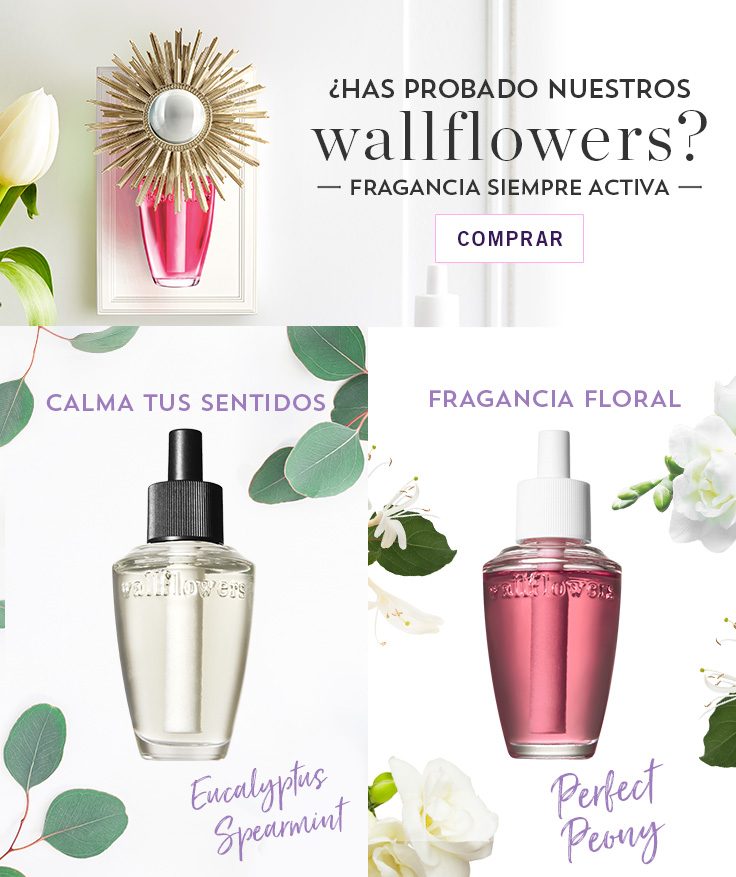 ¿HAS PROBADO NUESTROS
wallflowers?
— FRAGANCIA SIEMPRE ACTIVA —
COMPRAR
CALMA TUS SENTIDOS
wallflowers
Eucalyptus
Spearmint
FRAGANCIA FLORAL
wallflowers
Perfect
Peony